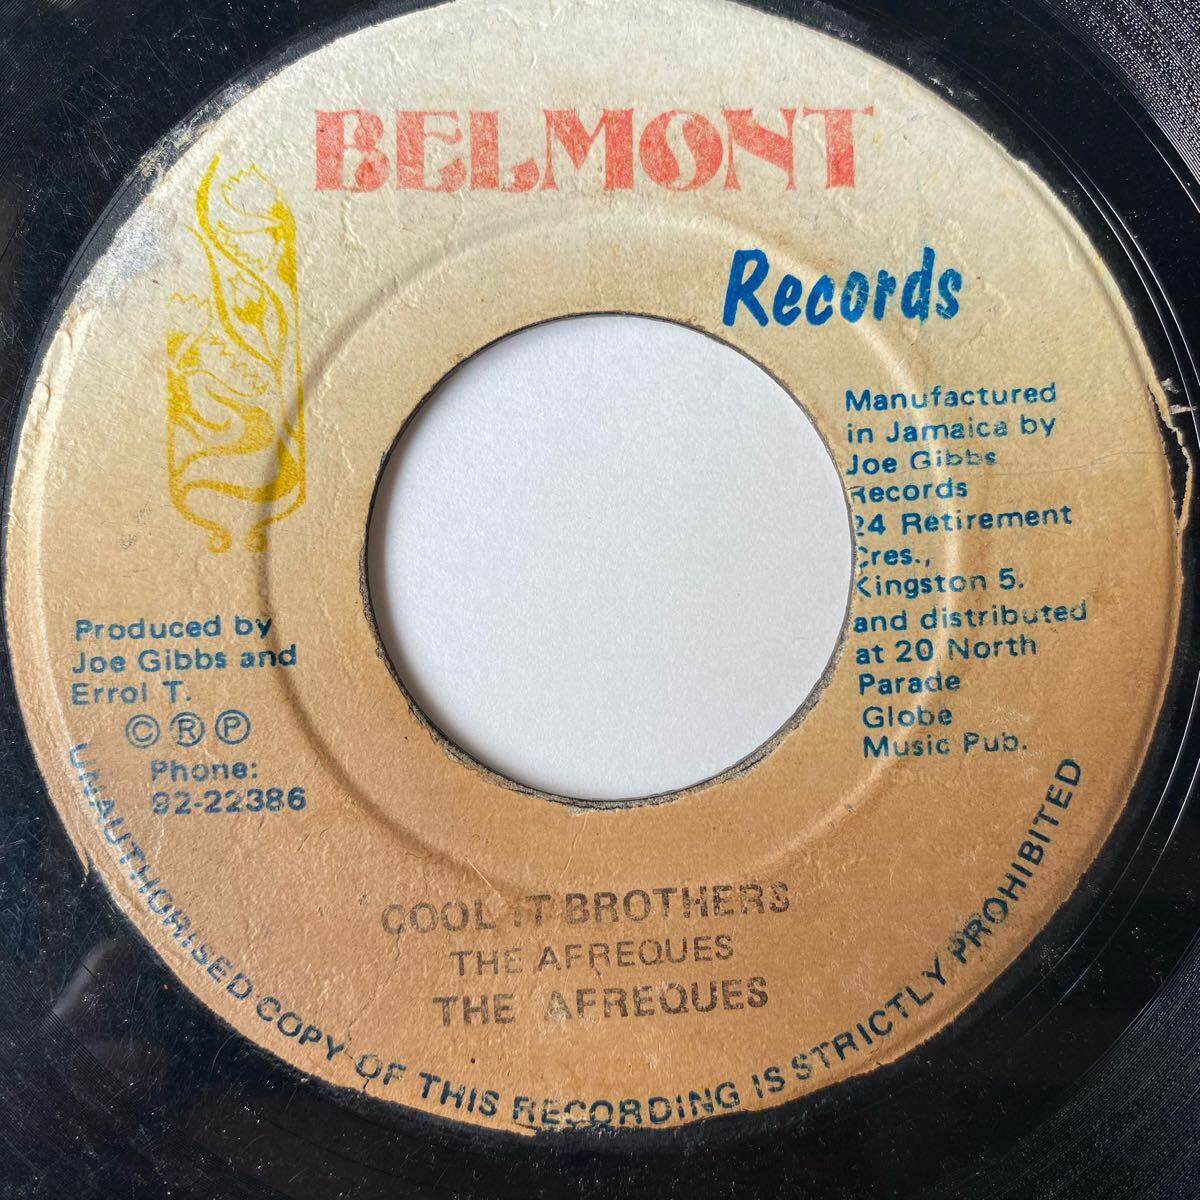 BELMONT
Records
Manufactured
in Jamaica by
Joe Gibbs
Records
24 Retirement
Cres.,
Kingston 5.
and distributed
at 20 North
Parade
Globe
Music Pub.
Produced by
Joe Gibbs and
Errol T.
Ⓒ Ⓡ Ⓟ
Phone:
92-22386
COOL IT BROTHERS
THE AFREQUES
THE AFREQUES
UNAUTHORISED COPY OF THIS RECORDING IS STRICTLY PROHIBITED